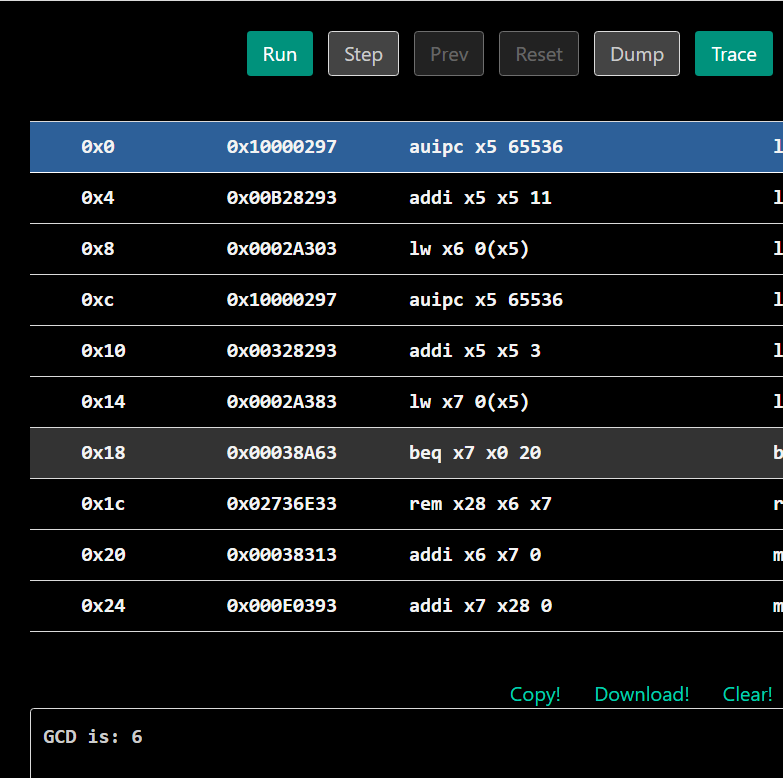 Run Step Prev Reset Dump Trace
0x0 0x10000297 auipc x5 65536 l
0x4 0x00B28293 addi x5 x5 11 l
0x8 0x0002A303 lw x6 0(x5) l
0xc 0x10000297 auipc x5 65536 l
0x10 0x00328293 addi x5 x5 3 l
0x14 0x0002A383 lw x7 0(x5) l
0x18 0x00038A63 beq x7 x0 20 b
0x1c 0x02736E33 rem x28 x6 x7 r
0x20 0x00038313 addi x6 x7 0 m
0x24 0x000E0393 addi x7 x28 0 m
Copy! Download! Clear!
GCD is: 6